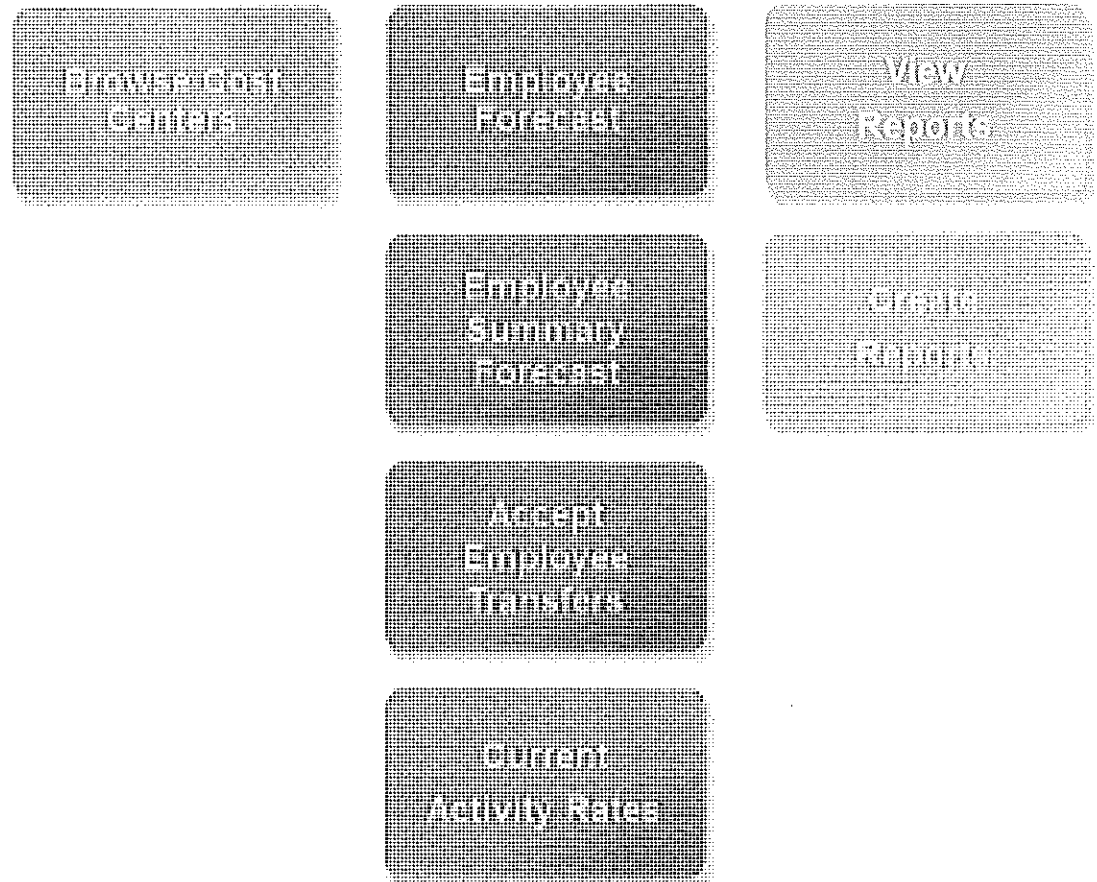 Browse Cost
Centers
Employee
Forecast
View
Reports
Employee
Summary
Forecast
Create
Reports
Accept
Employee
Transfers
Current
Activity Rates